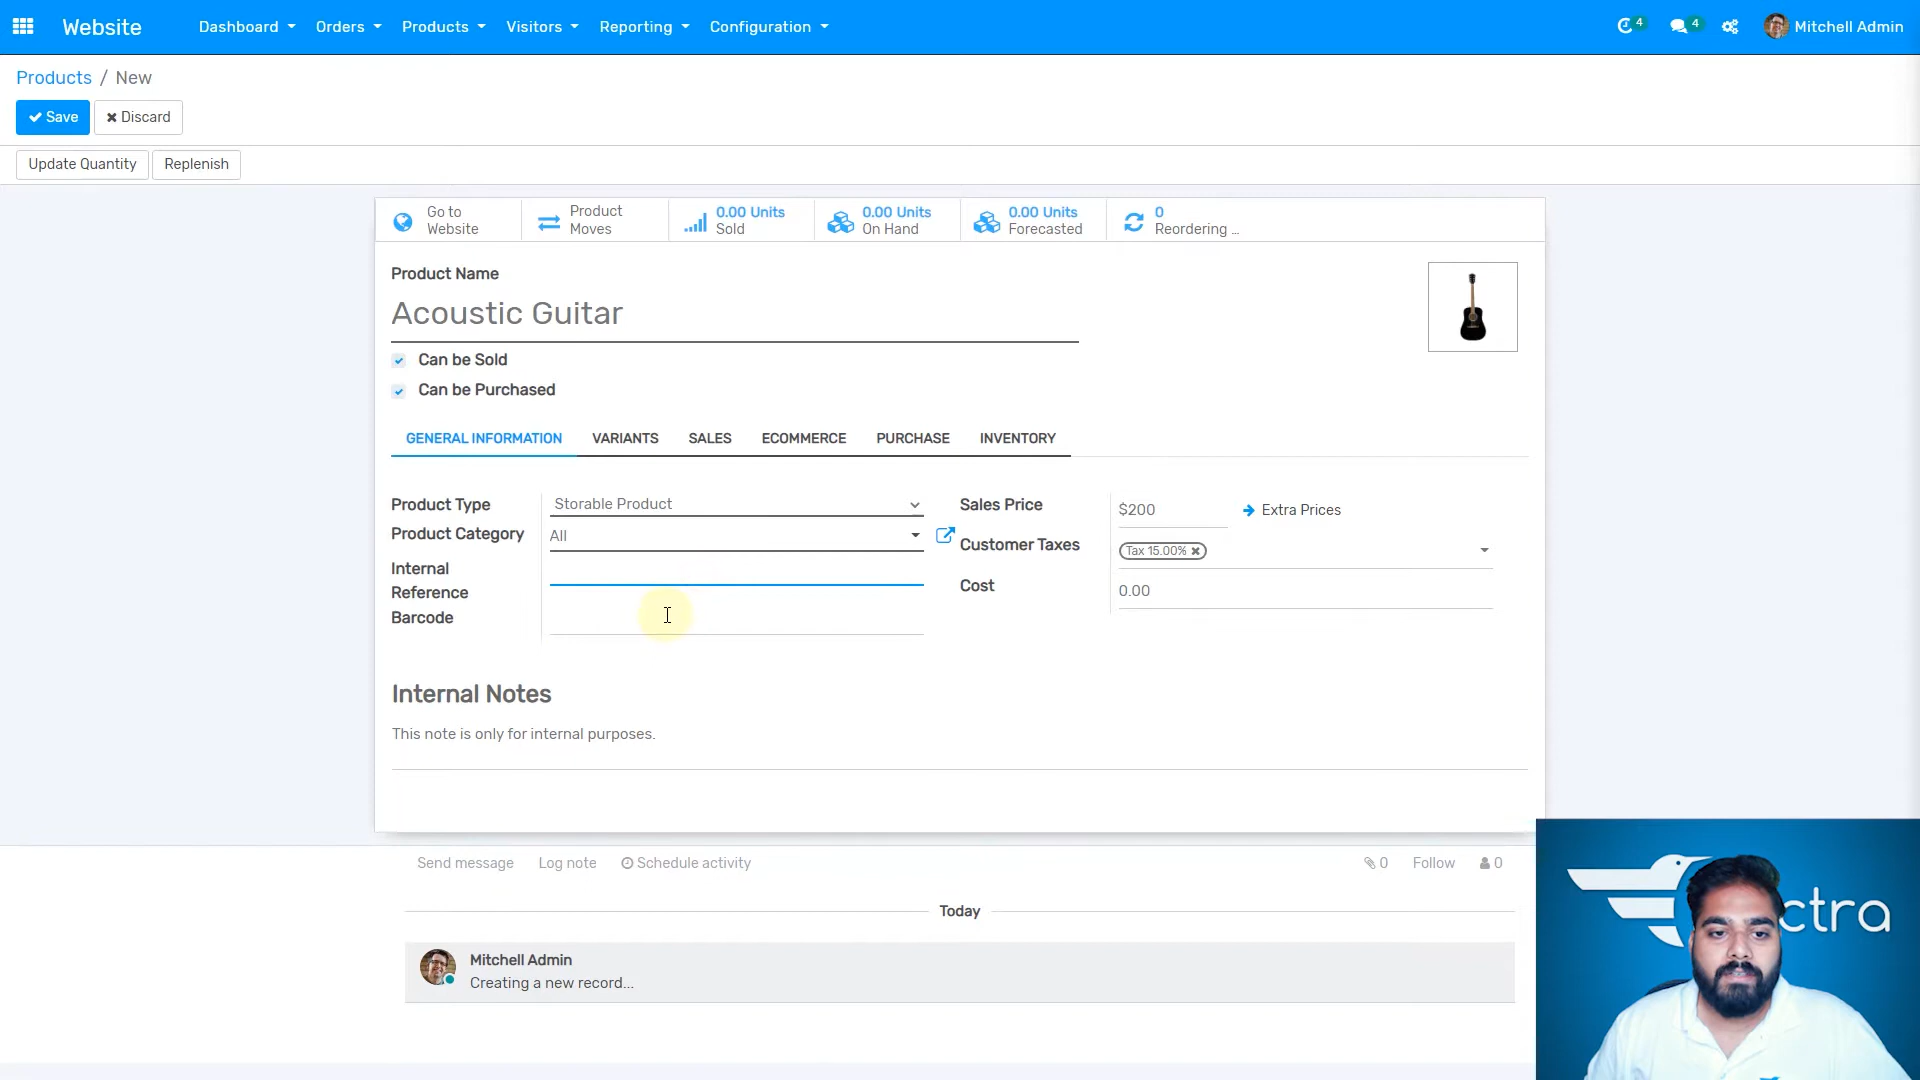 Website
Dashboard
Orders
Products
Visitors
Reporting
Configuration
4
4
Mitchell Admin
Products / New
Save
Discard
Update Quantity
Replenish
Go to
Website
Product
Moves
0.00 Units
Sold
0.00 Units
On Hand
0.00 Units
Forecasted
0
Reordering ...
Product Name
Acoustic Guitar
Can be Sold
Can be Purchased
GENERAL INFORMATION
VARIANTS
SALES
ECOMMERCE
PURCHASE
INVENTORY
Product Type
Storable Product
Product Category
All
Internal
Reference
Barcode
Sales Price
$200
Extra Prices
Customer Taxes
Tax 15.00%
Cost
0.00
Internal Notes
This note is only for internal purposes.
Send message
Log note
Schedule activity
0
Follow
0
Today
Mitchell Admin
Creating a new record...
ctra